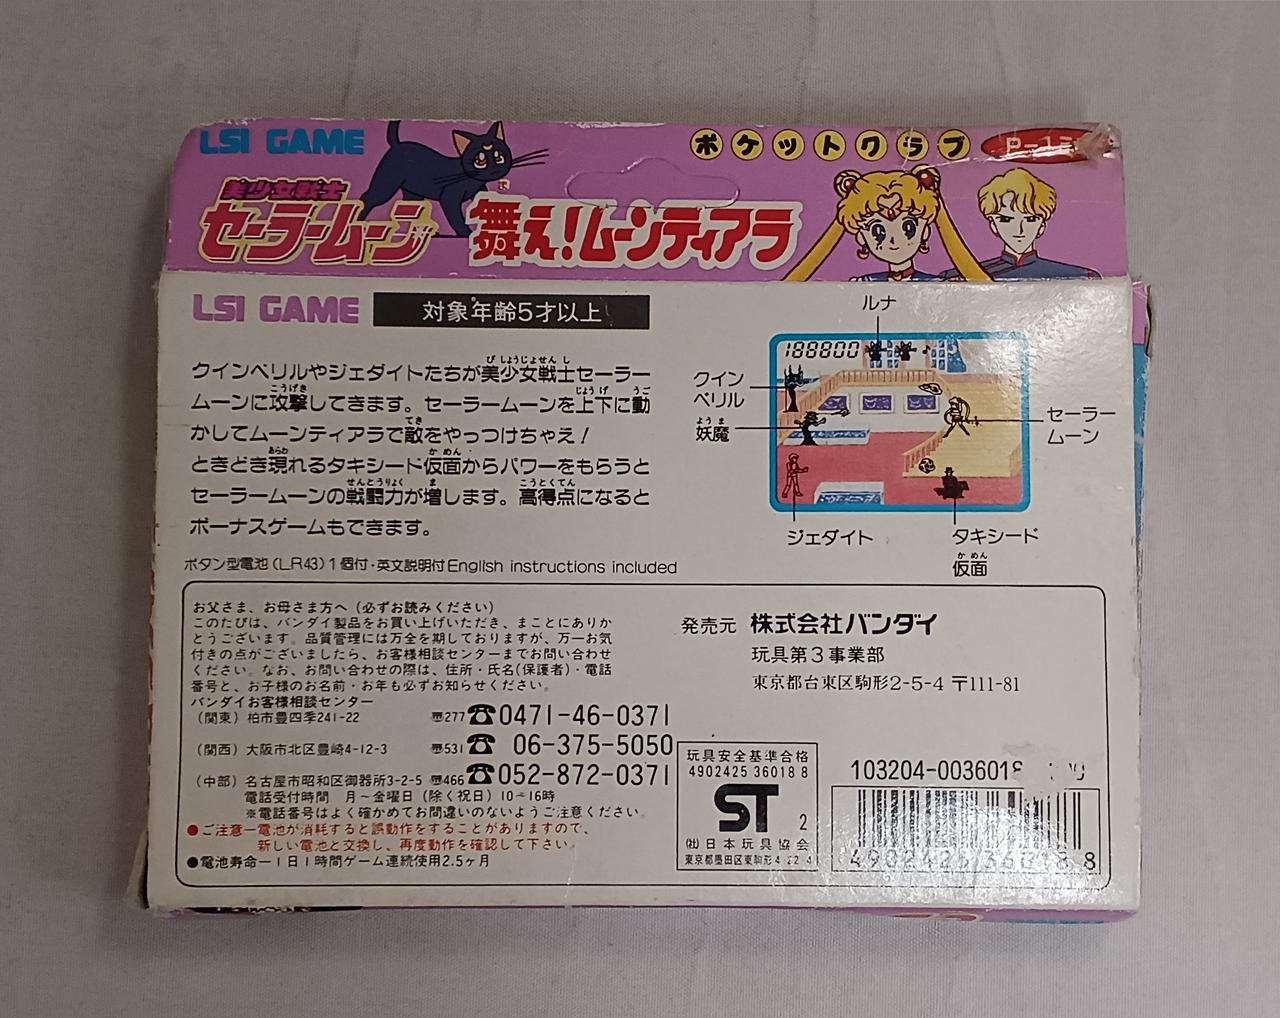 LSI GAME
ポケットクラブ
美少女戦士
セーラームーン
舞え!ムーンティアラ
LSI GAME
対象年齢5才以上
クインベリルやジェダイトたちが美少女戦士セーラー
ムーンに攻撃してきます。セーラームーンを上下に動
かしてムーンティアラで敵をやっつけちゃえ!
ときどき現れるタキシード仮面からパワーをもらうと
セーラームーンの戦闘力が増します。高得点になると
ボーナスゲームもできます。
ボタン型電池(LR43)1個付・英文説明付English instructions included
ルナ
188800
クイン
ベリル
妖魔
セーラー
ムーン
ジェダイト
タキシード
仮面
お父さま、お母さま方へ(必ずお読みください)
このたびは、バンダイ製品をお買い上げいただき、まことにありか
とうございます。品質管理には万全を期しておりますが、万一お気
付きの点がございましたら、お客様相談センターまでお問い合わせ
ください。なお、お問い合わせの際は、住所・氏名(保護者)・電話
番号と、お子様のお名前・お年も必ずお知らせください。
バンダイお客様相談センター
(関東)柏市豊四季241-22 〠277☎0471-46-0371
(関西)大阪市北区豊崎4-12-3 〠531☎06-375-5050
(中部)名古屋市昭和区御器所3-2-5 〠466☎052-872-0371
電話受付時間 月~金曜日(除く祝日)10~16時
※電話番号はよく確かめてお間違いのないようご注意ください。
●ご注意―電池が消耗すると誤動作をすることがありますので、
新しい電池と交換し、再度動作を確認して下さい。
●電池寿命―1日1時間ゲーム連続使用2.5ヶ月
発売元 株式会社バンダイ
玩具第3事業部
東京都台東区駒形2-5-4 〒111-81
玩具安全基準合格
4902425 36018 8
ST 2
(社)日本玩具協会
東京都墨田区東駒形4-22-4
103204-0036018
4902425 36018 8